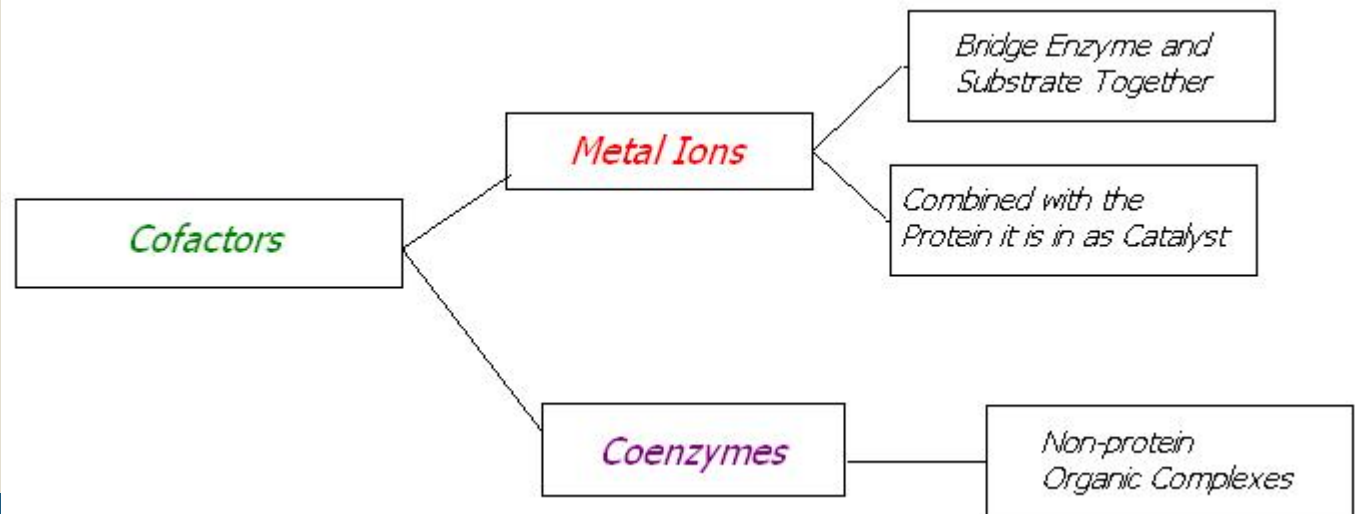 Bridge Enzyme and
Substrate Together
Metal Ions
Combined with the
Protein it is in as Catalyst
Cofactors
Coenzymes
Non-protein
Organic Complexes